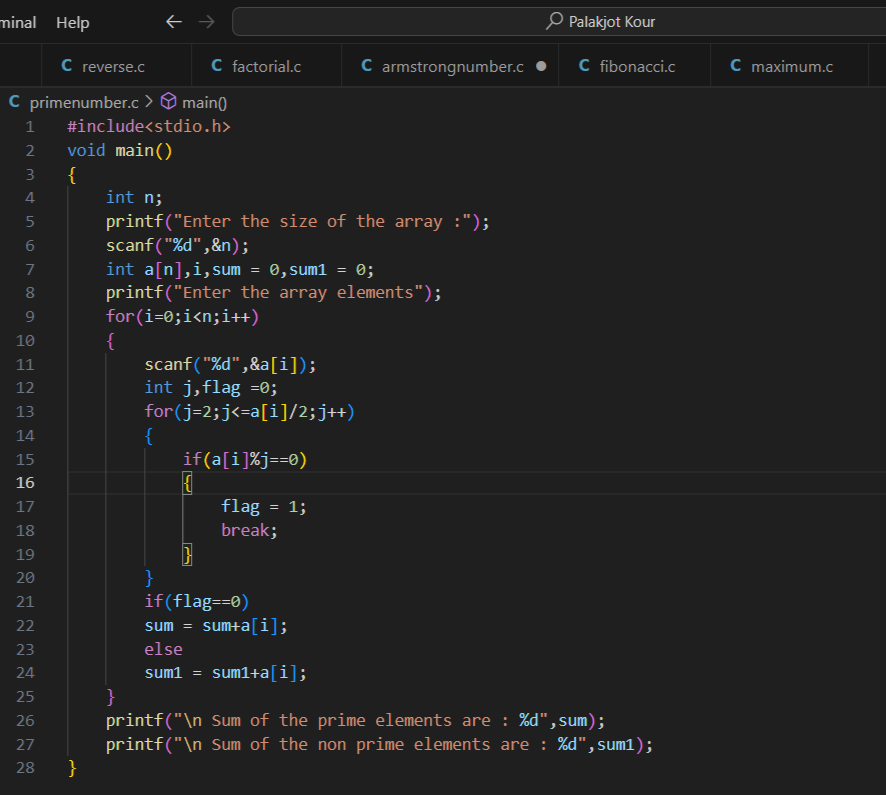 minal Help ← → Palakjot Kour
C reverse.c C factorial.c C armstrongnumber.c ● C fibonacci.c C maximum.c
C primenumber.c > main()
1 #include<stdio.h>
2 void main()
3 {
4     int n;
5     printf("Enter the size of the array :");
6     scanf("%d",&n);
7     int a[n],i,sum = 0,sum1 = 0;
8     printf("Enter the array elements");
9     for(i=0;i<n;i++)
10     {
11         scanf("%d",&a[i]);
12         int j,flag =0;
13         for(j=2;j<=a[i]/2;j++)
14         {
15             if(a[i]%j==0)
16             {
17                 flag = 1;
18                 break;
19             }
20         }
21         if(flag==0)
22         sum = sum+a[i];
23         else
24         sum1 = sum1+a[i];
25     }
26     printf("\n Sum of the prime elements are : %d",sum);
27     printf("\n Sum of the non prime elements are : %d",sum1);
28 }